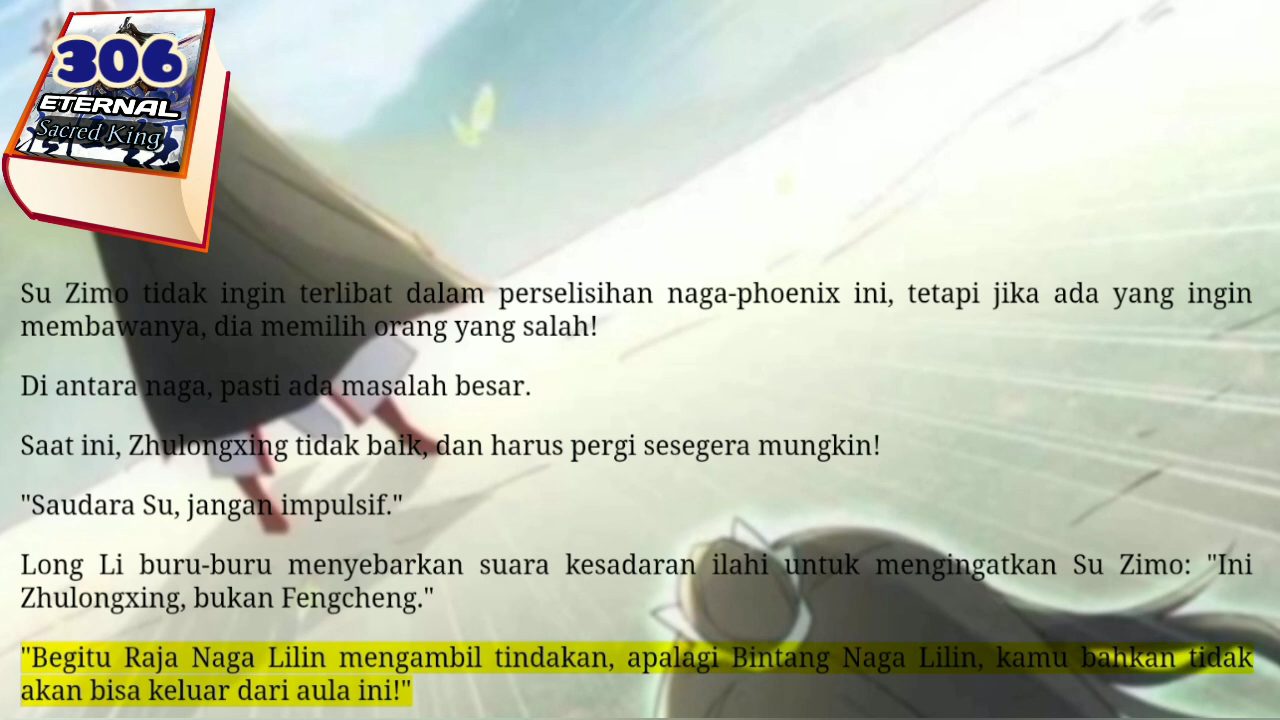 306
ETERNAL
Sacred King
Su Zimo tidak ingin terlibat dalam perselisihan naga-phoenix ini, tetapi jika ada yang ingin
membawanya, dia memilih orang yang salah!
Di antara naga, pasti ada masalah besar.
Saat ini, Zhulongxing tidak baik, dan harus pergi sesegera mungkin!
"Saudara Su, jangan impulsif."
Long Li buru-buru menyebarkan suara kesadaran ilahi untuk mengingatkan Su Zimo: "Ini
Zhulongxing, bukan Fengcheng."
"Begitu Raja Naga Lilin mengambil tindakan, apalagi Bintang Naga Lilin, kamu bahkan tidak
akan bisa keluar dari aula ini!"